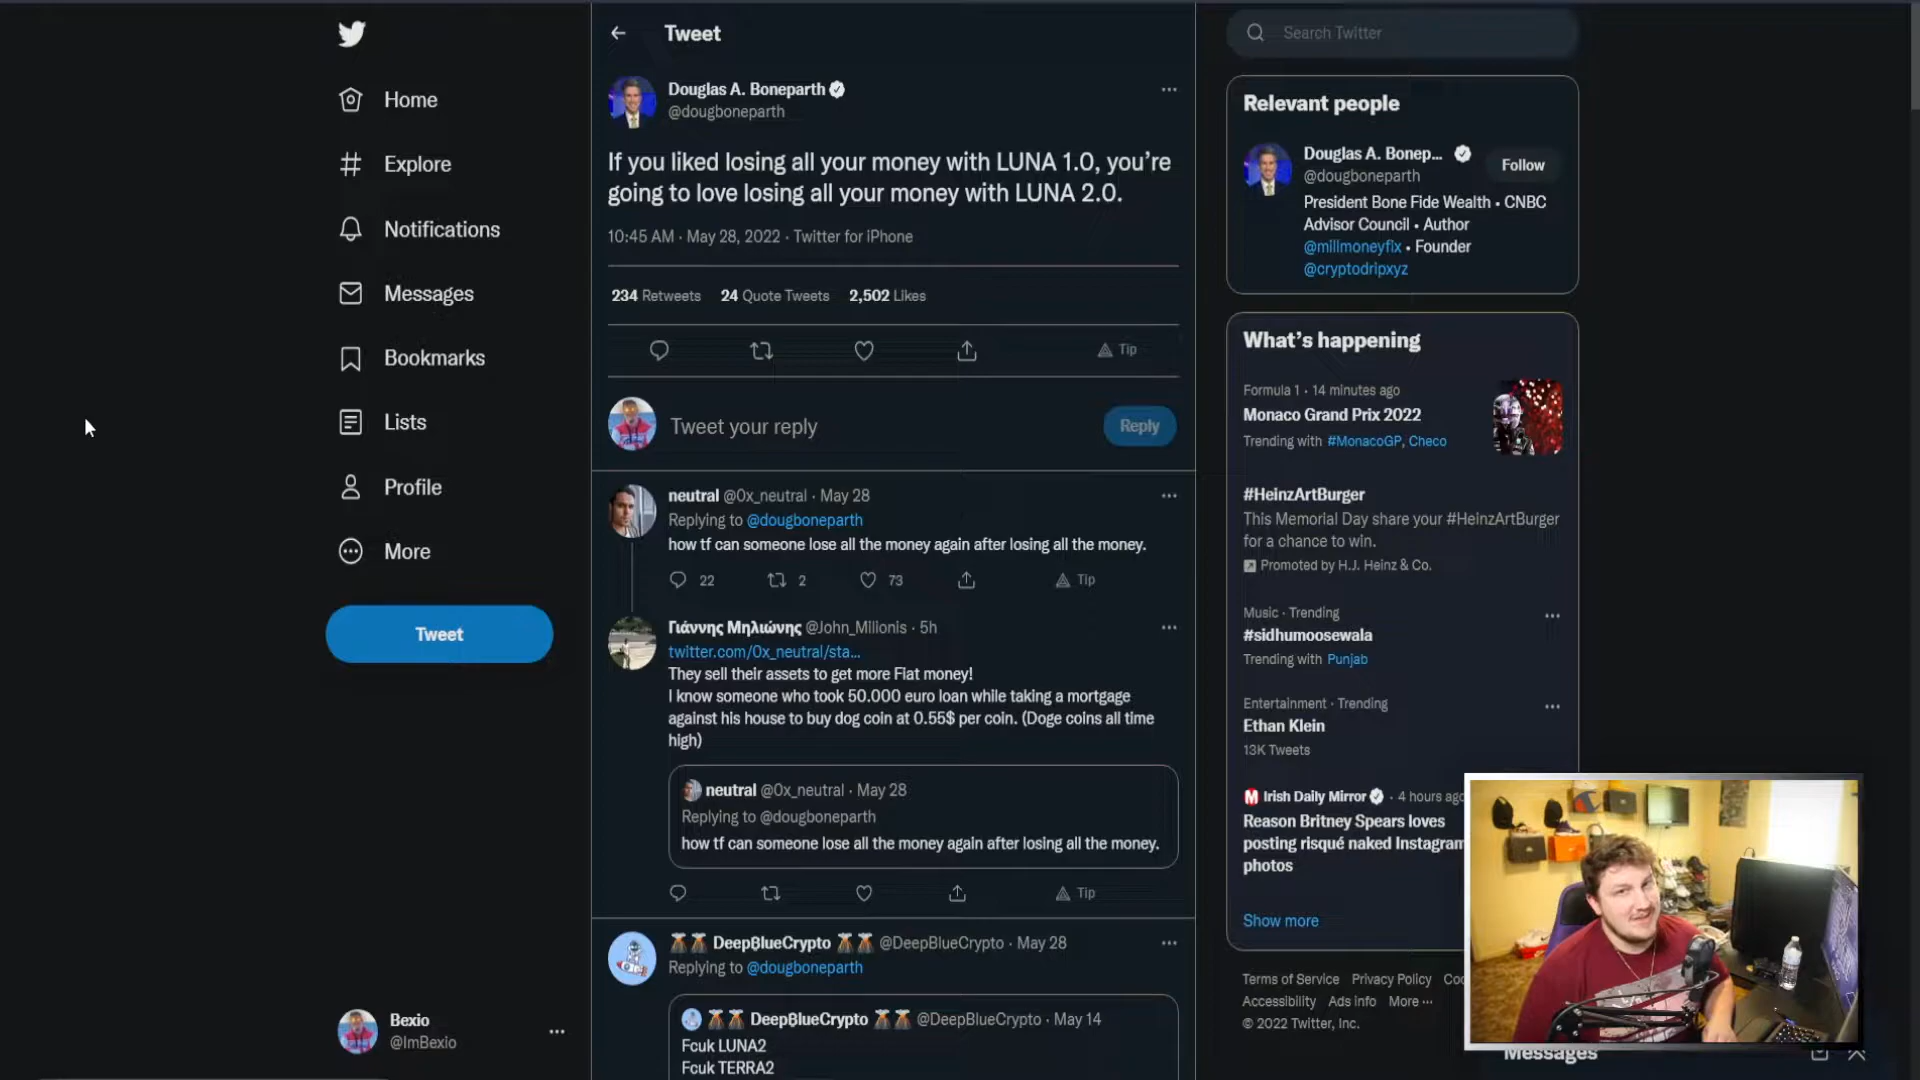 Home
Explore
Notifications
Messages
Bookmarks
Lists
Profile
More
Tweet
Bexio
@ImBexio
Tweet
Douglas A. Boneparth
@dougboneparth
If you liked losing all your money with LUNA 1.0, you're
going to love losing all your money with LUNA 2.0.
10:45 AM · May 28, 2022 · Twitter for iPhone
234 Retweets 24 Quote Tweets 2,502 Likes
Tip
Tweet your reply
Reply
neutral @0x_neutral · May 28
Replying to @dougboneparth
how tf can someone lose all the money again after losing all the money.
22 2 73 Tip
Γιάννης Μηλιώνης @John_Milionis · 5h
twitter.com/0x_neutral/sta...
They sell their assets to get more Fiat money!
I know someone who took 50.000 euro loan while taking a mortgage
against his house to buy dog coin at 0.55$ per coin. (Doge coins all time
high)
neutral @0x_neutral · May 28
Replying to @dougboneparth
how tf can someone lose all the money again after losing all the money.
Tip
DeepBlueCrypto @DeepBlueCrypto · May 28
Replying to @dougboneparth
DeepBlueCrypto @DeepBlueCrypto · May 14
Fcuk LUNA2
Fcuk TERRA2
Search Twitter
Relevant people
Douglas A. Bonep...
@dougboneparth
Follow
President Bone Fide Wealth • CNBC
Advisor Council • Author
@millmoneyfix • Founder
@cryptodripxyz
What's happening
Formula 1 · 14 minutes ago
Monaco Grand Prix 2022
Trending with #MonacoGP, Checo
#HeinzArtBurger
This Memorial Day share your #HeinzArtBurger
for a chance to win.
Promoted by H.J. Heinz & Co.
Music · Trending
#sidhumoosewala
Trending with Punjab
Entertainment · Trending
Ethan Klein
13K Tweets
Irish Daily Mirror · 4 hours ago
Reason Britney Spears loves
posting risqué naked Instagram
photos
Show more
Terms of Service Privacy Policy Coo
Accessibility Ads info More ···
© 2022 Twitter, Inc.
Messages